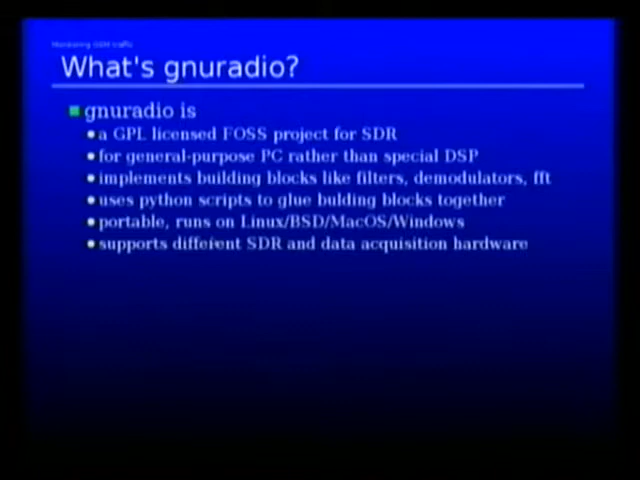 Monitoring GSM traffic
What's gnuradio?
gnuradio is
a GPL licensed FOSS project for SDR
for general-purpose PC rather than special DSP
implements building blocks like filters, demodulators, fft
uses python scripts to glue bulding blocks together
portable, runs on Linux/BSD/MacOS/Windows
supports different SDR and data acquisition hardware